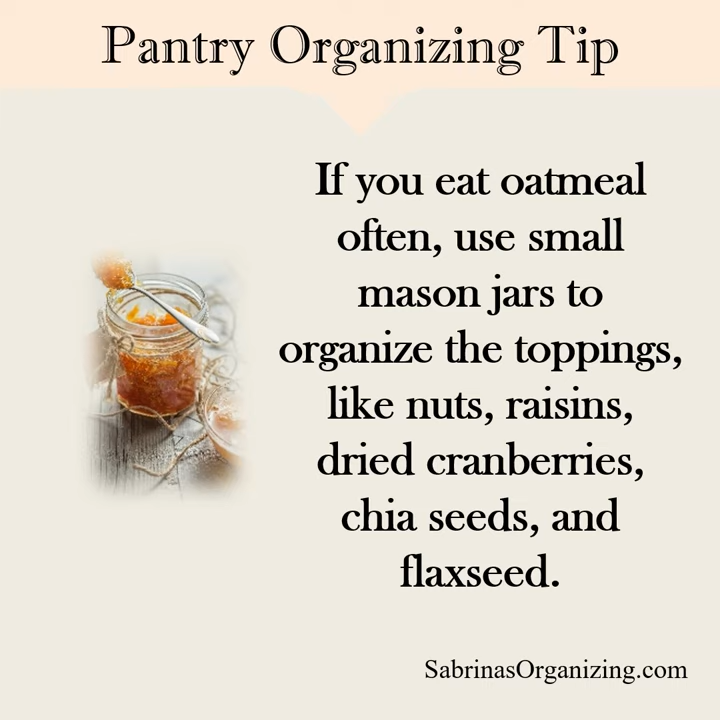 Pantry Organizing Tip
If you eat oatmeal
often, use small
mason jars to
organize the toppings,
like nuts, raisins,
dried cranberries,
chia seeds, and
flaxseed.
SabrinasOrganizing.com